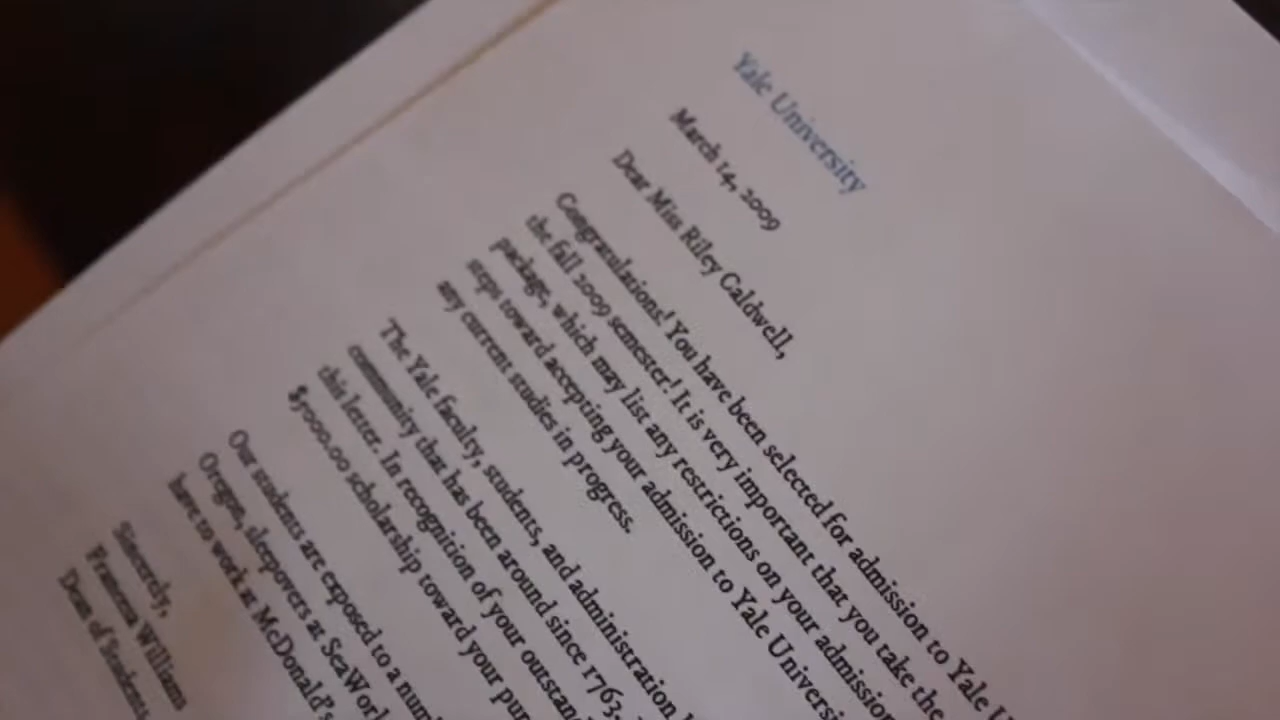 Yale University
March 14, 2009
Dear Miss Riley Caldwell,
Congratulations! You have been selected for admission to Yale
the fall 2009 semester! It is very important that you take the
package, which may list any restrictions on your admission
steps toward accepting your admission to Yale
any current studies in progress.
The Yale faculty, students, and administration
community that has been around since 1763.
this letter. In recognition of your
$5000.00 scholarship toward your
Our students are exposed to a
Oregon, sleepovers at
have to work at McDonald's
Sincerely,
Francesca Williams
Dean of Students